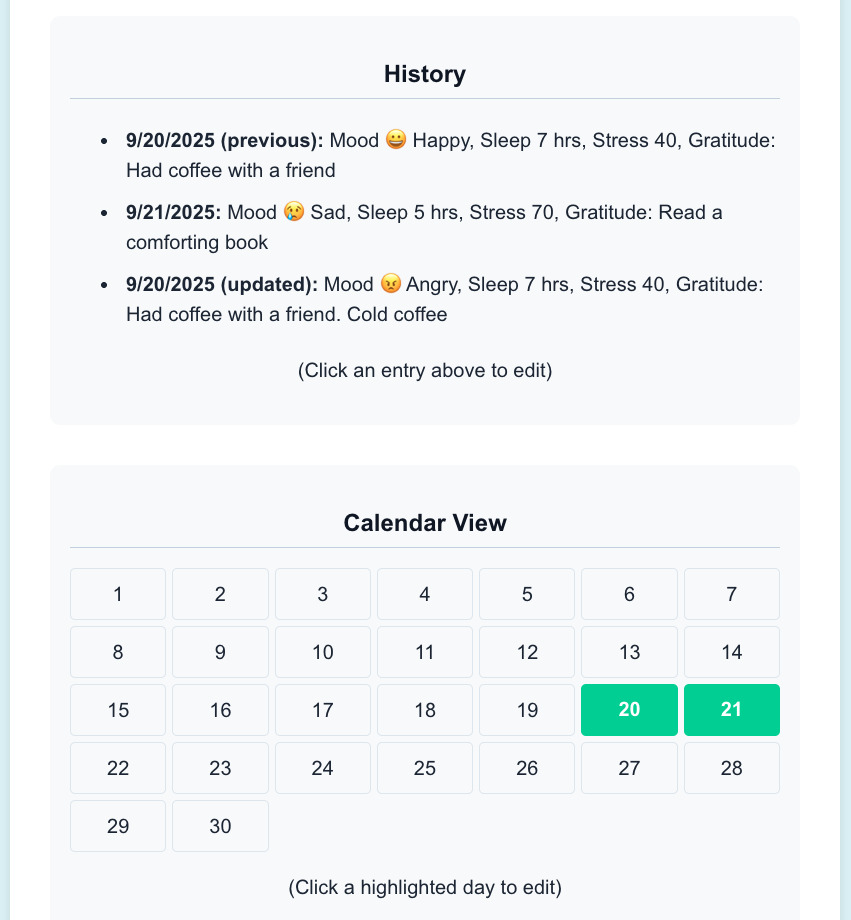 History
• 9/20/2025 (previous): Mood 😀 Happy, Sleep 7 hrs, Stress 40, Gratitude:
Had coffee with a friend
• 9/21/2025: Mood 😢 Sad, Sleep 5 hrs, Stress 70, Gratitude: Read a
comforting book
• 9/20/2025 (updated): Mood 😠 Angry, Sleep 7 hrs, Stress 40, Gratitude:
Had coffee with a friend. Cold coffee
(Click an entry above to edit)
Calendar View
1 2 3 4 5 6 7
8 9 10 11 12 13 14
15 16 17 18 19 20 21
22 23 24 25 26 27 28
29 30
(Click a highlighted day to edit)